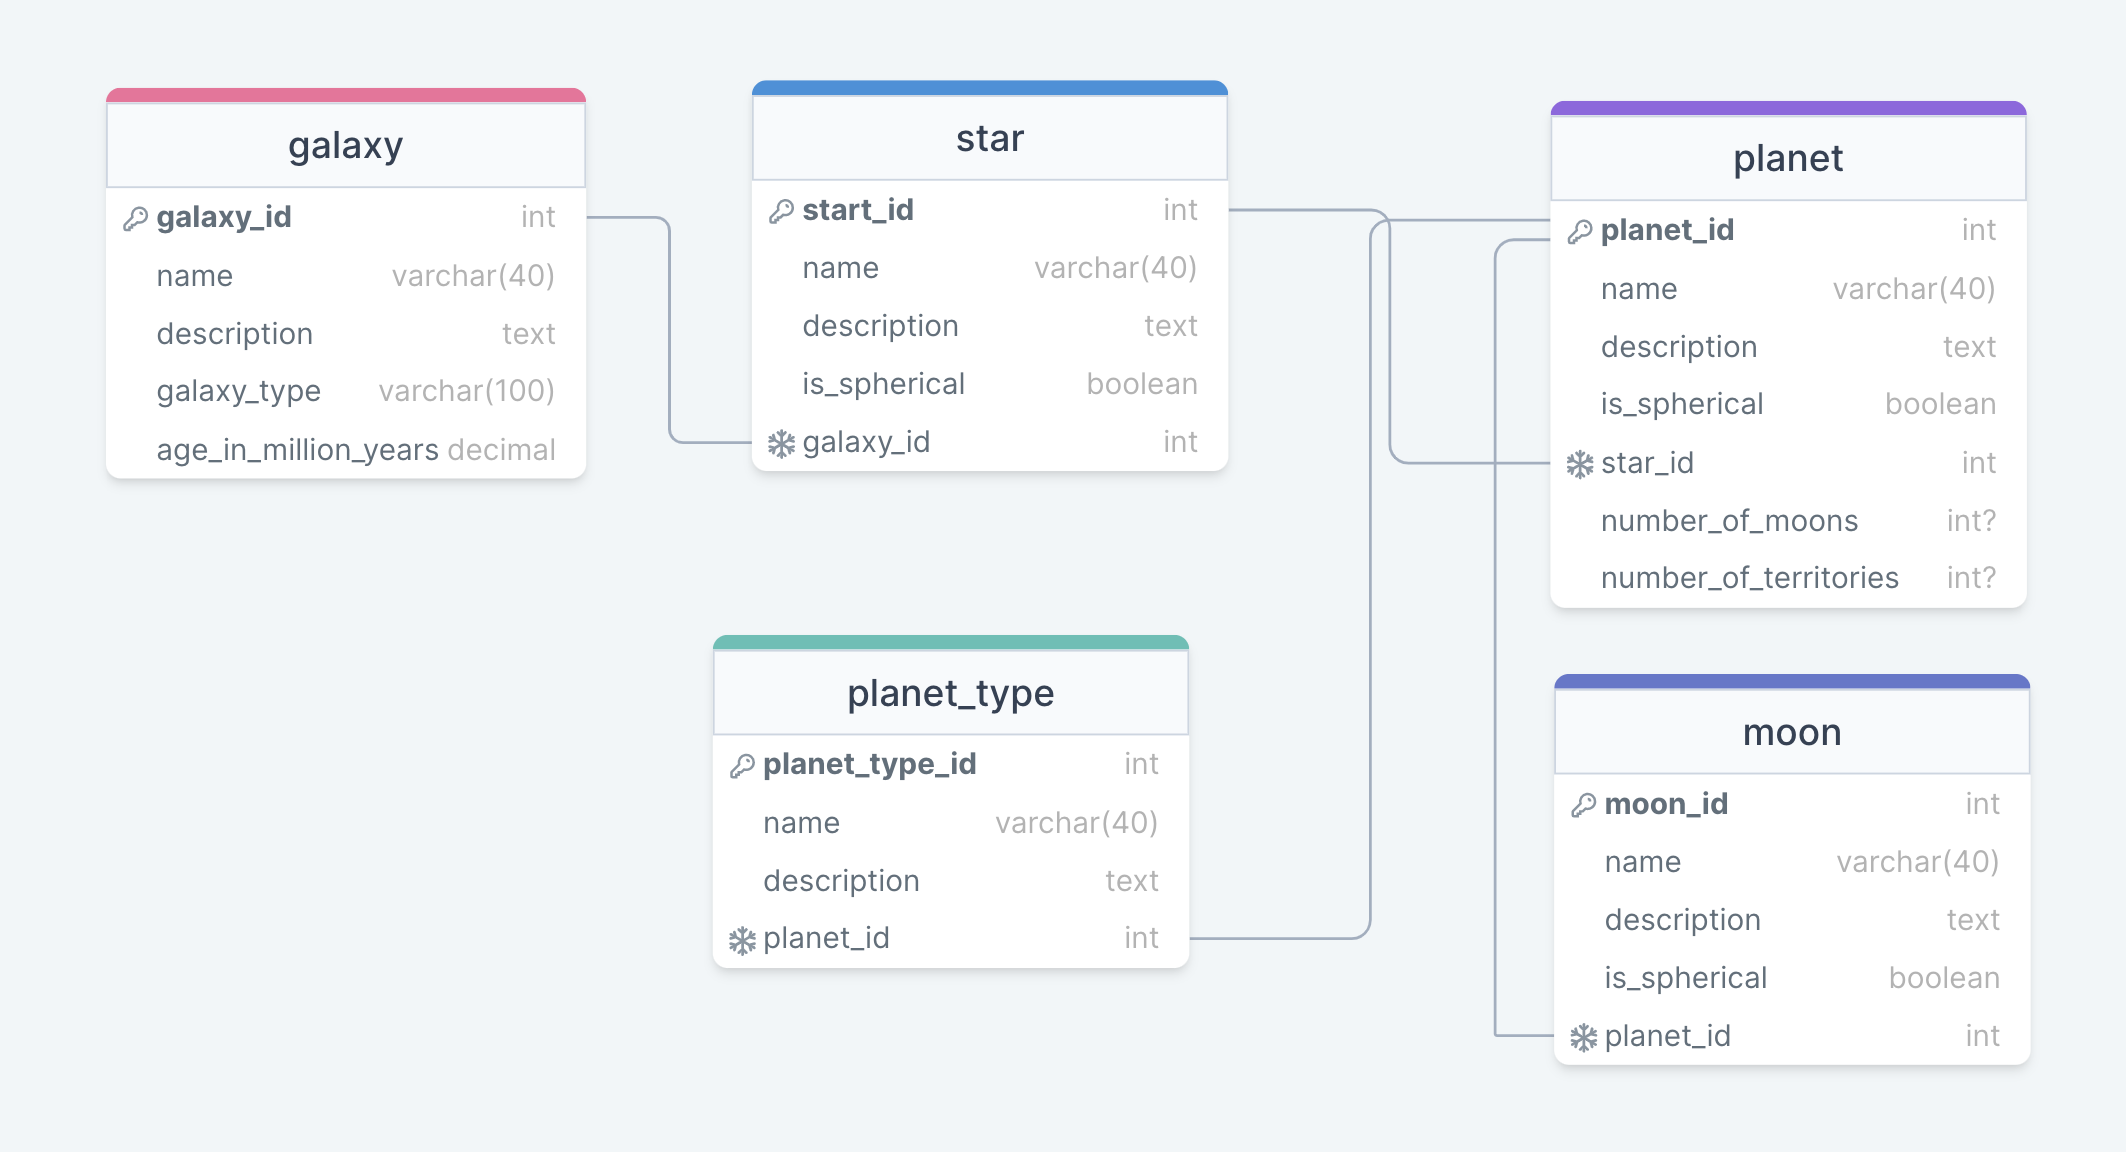 galaxy
galaxy_id int
name varchar(40)
description text
galaxy_type varchar(100)
age_in_million_years decimal
star
start_id int
name varchar(40)
description text
is_spherical boolean
galaxy_id int
planet
planet_id int
name varchar(40)
description text
is_spherical boolean
star_id int
number_of_moons int?
number_of_territories int?
planet_type
planet_type_id int
name varchar(40)
description text
planet_id int
moon
moon_id int
name varchar(40)
description text
is_spherical boolean
planet_id int